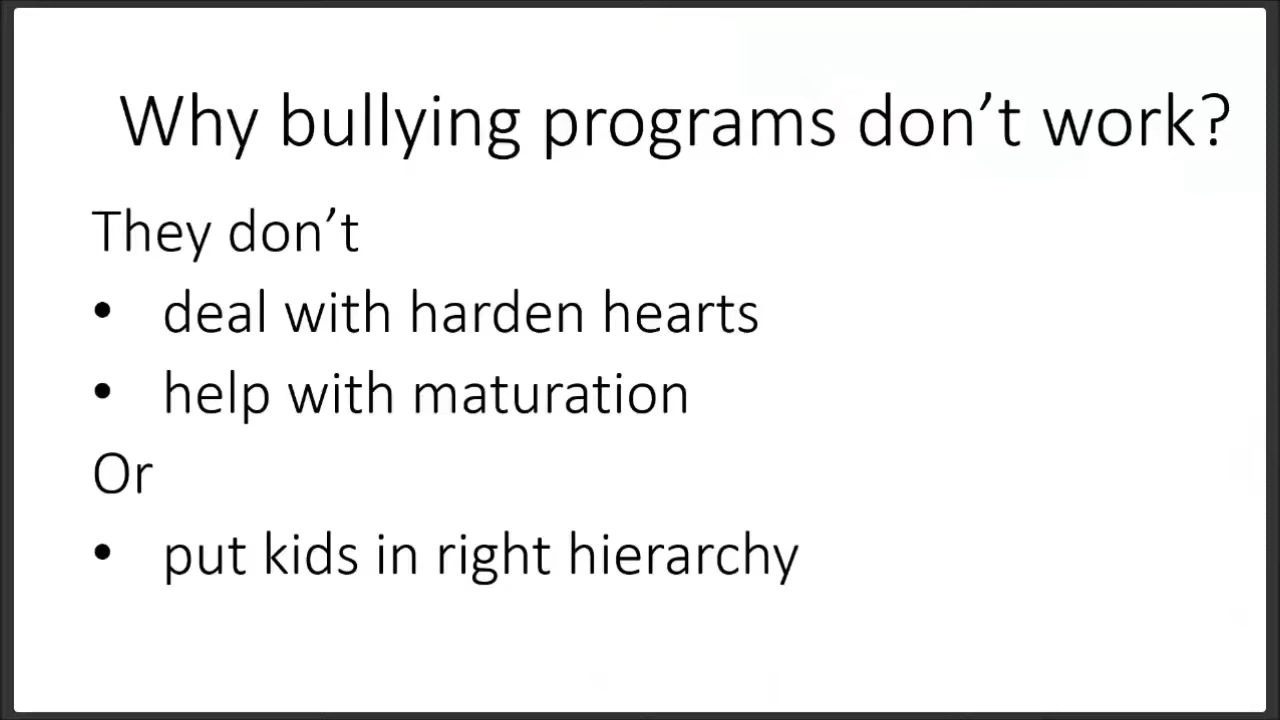 Why bullying programs don’t work?
They don’t
• deal with harden hearts
• help with maturation
Or
• put kids in right hierarchy